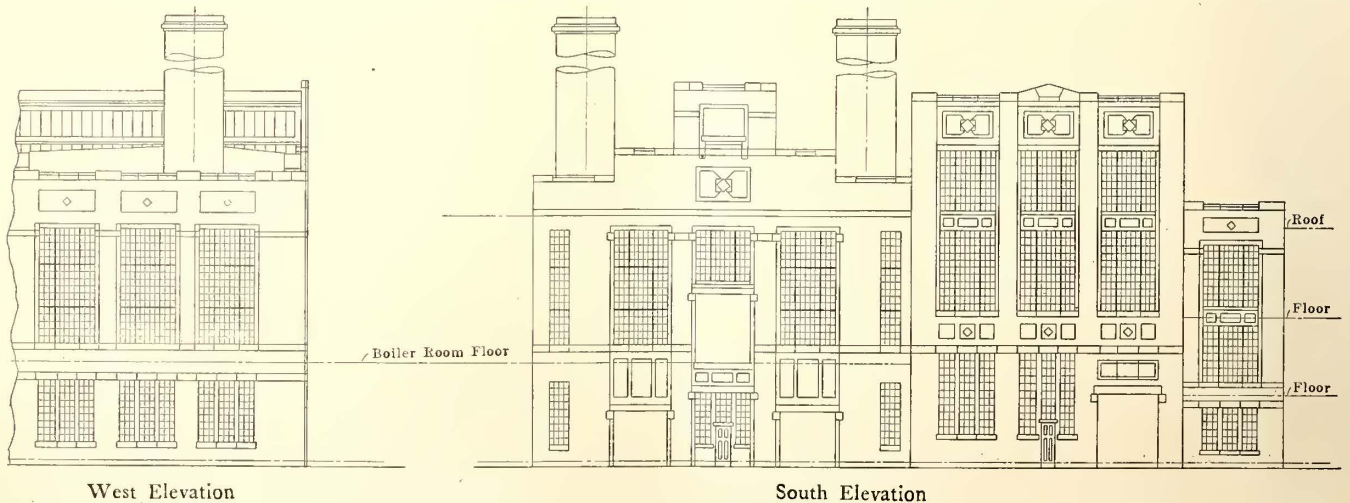 Roof
Floor
Boiler Room Floor
Floor
West Elevation
South Elevation